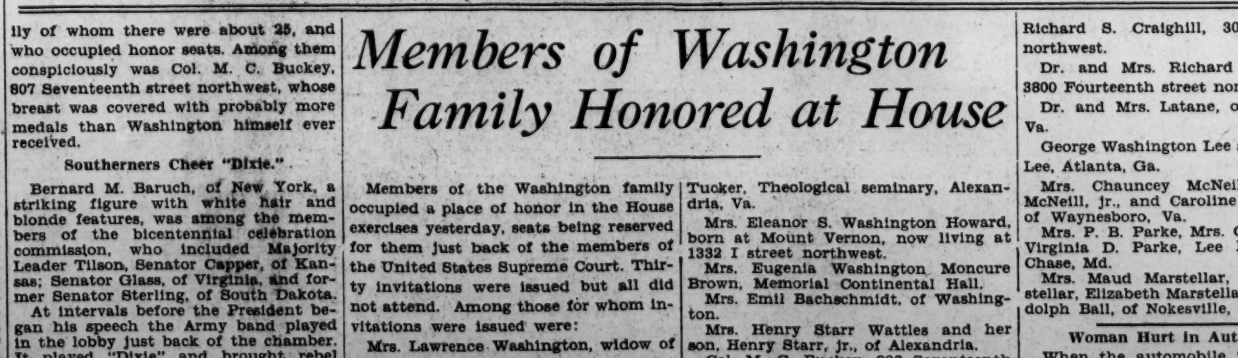 lly of whom there were about 25, and
who occupied honor seats. Among them
conspiciously was Col. M. C. Buckey,
807 Seventeenth street northwest, whose
breast was covered with probably more
medals than Washington himself ever
received.
Southerners Cheer "Dixie."
Bernard M. Baruch, of New York, a
striking figure with white hair and
blonde features, was among the mem-
bers of the bicentennial celebration
commission, who included Majority
Leader Tilson, Senator Capper, of Kan-
sas; Senator Glass, of Virginia, and for-
mer Senator Sterling, of South Dakota.
At intervals before the President be-
gan his speech the Army band played
in the lobby just back of the chamber.
It played "Dixie" and brought rebel
Members of Washington
Family Honored at House
Members of the Washington family
occupied a place of honor in the House
exercises yesterday, seats being reserved
for them just back of the members of
the United States Supreme Court. Thir-
ty invitations were issued but all did
not attend. Among those for whom in-
vitations were issued were:
Mrs. Lawrence Washington, widow of
Tucker, Theological seminary, Alexan-
dria, Va.
Mrs. Eleanor S. Washington Howard,
born at Mount Vernon, now living at
1332 I street northwest.
Mrs. Eugenia Washington Moncure
Brown, Memorial Continental Hall.
Mrs. Emil Bachschmidt, of Washing-
ton.
Mrs. Henry Starr Wattles and her
son, Henry Starr, jr., of Alexandria.
Richard S. Craighill, 30
northwest.
Dr. and Mrs. Richard
3800 Fourteenth street nor
Dr. and Mrs. Latane, o
Va.
George Washington Lee
Lee, Atlanta, Ga.
Mrs. Chauncey McNeil
McNeill, jr., and Caroline
of Waynesboro, Va.
Mrs. P. B. Parke, Mrs.
Virginia D. Parke, Lee
Chase, Md.
Mrs. Maud Marstellar,
stellar, Elizabeth Marstella
dolph Ball, of Nokesville,
Woman Hurt in Aut
When the automobile